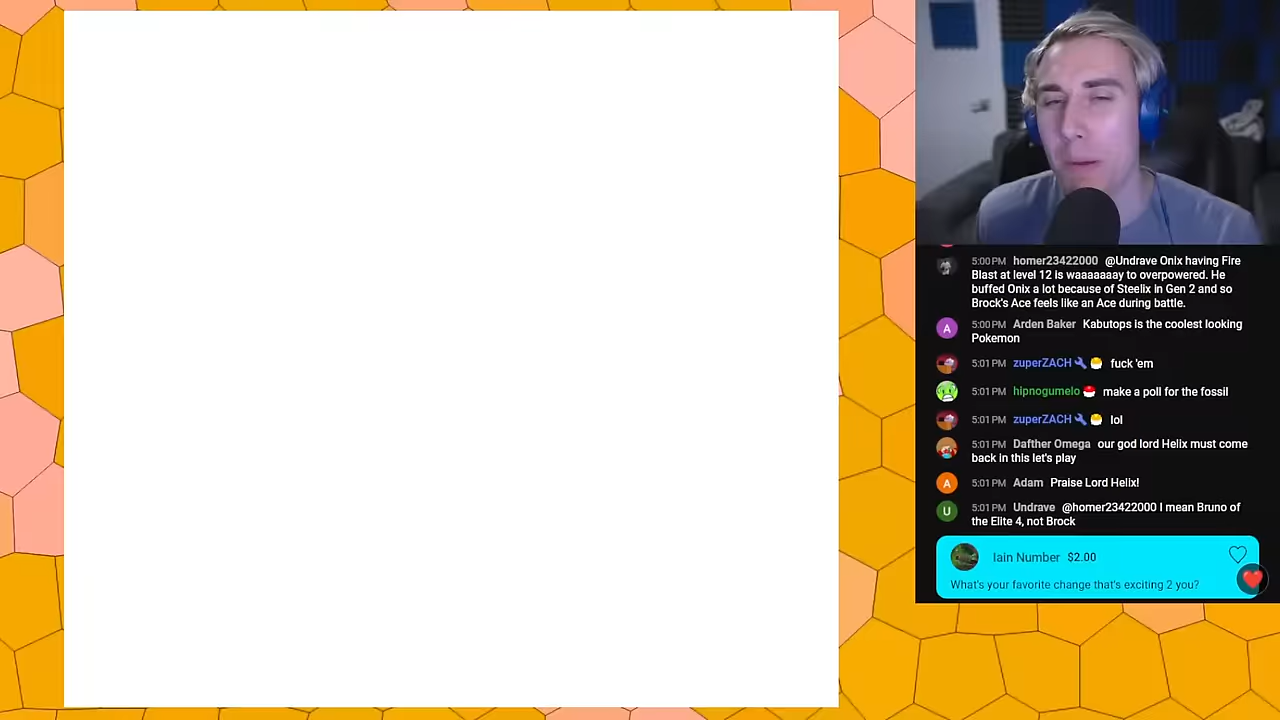 5:00 PM homer23422000 @Undrave Onix having Fire
Blast at level 12 is waaaaaaay to overpowered. He
buffed Onix a lot because of Steelix in Gen 2 and so
Brock's Ace feels like an Ace during battle.
A
5:00 PM Arden Baker Kabutops is the coolest looking
Pokemon
5:01 PM zuperZACH fuck 'em
5:01 PM hipnogumelo make a poll for the fossil
5:01 PM zuperZACH lol
5:01 PM Dafther Omega our god lord Helix must come
back in this let's play
A
5:01 PM Adam Praise Lord Helix!
U
5:01 PM Undrave @homer23422000 I mean Bruno of
the Elite 4, not Brock
Iain Number $2.00
What's your favorite change that's exciting 2 you?